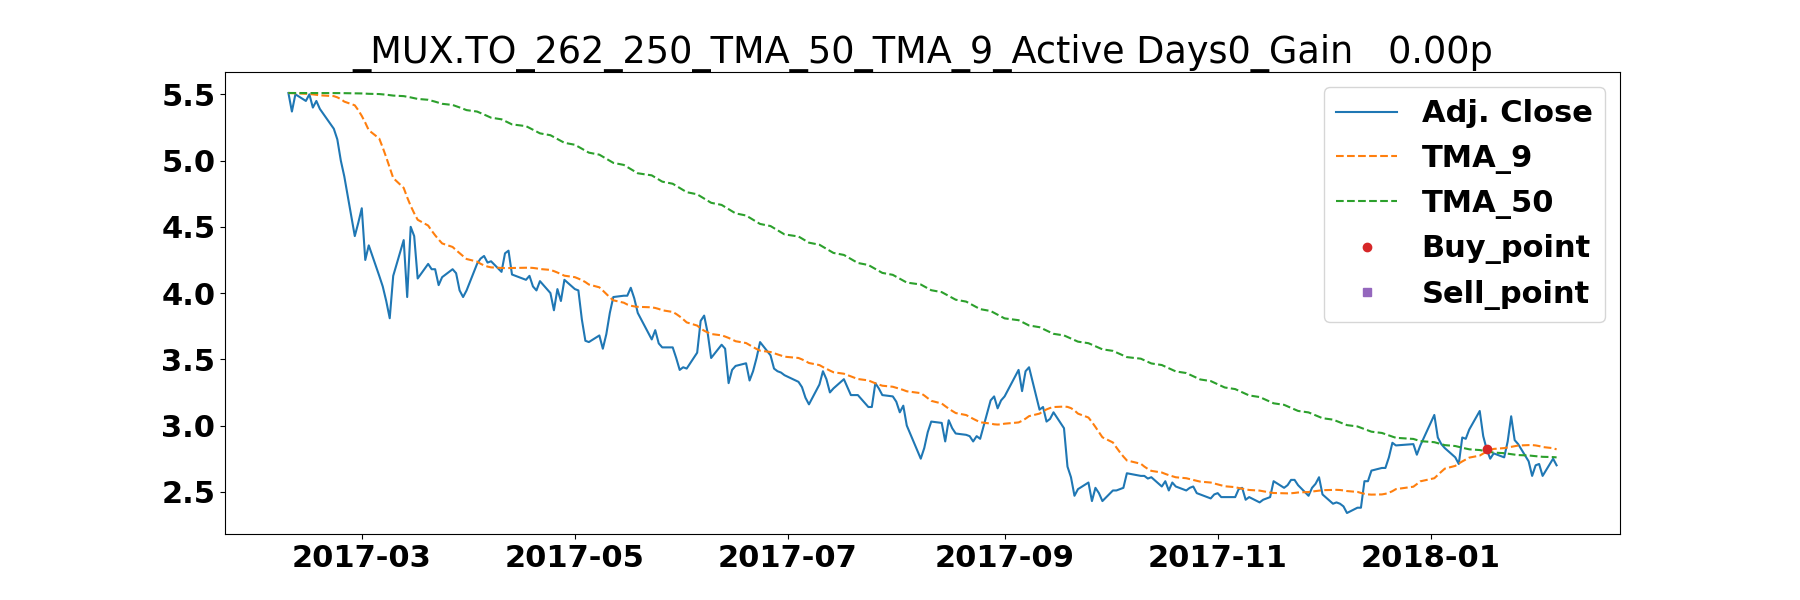 _MUX.TO_262_250_TMA_50_TMA_9_Active Days0_Gain   0.00p
5.5
5.0
4.5
4.0
3.5
3.0
2.5
Adj. Close
TMA_9
TMA_50
Buy_point
Sell_point
2017-03 2017-05 2017-07 2017-09 2017-11 2018-01